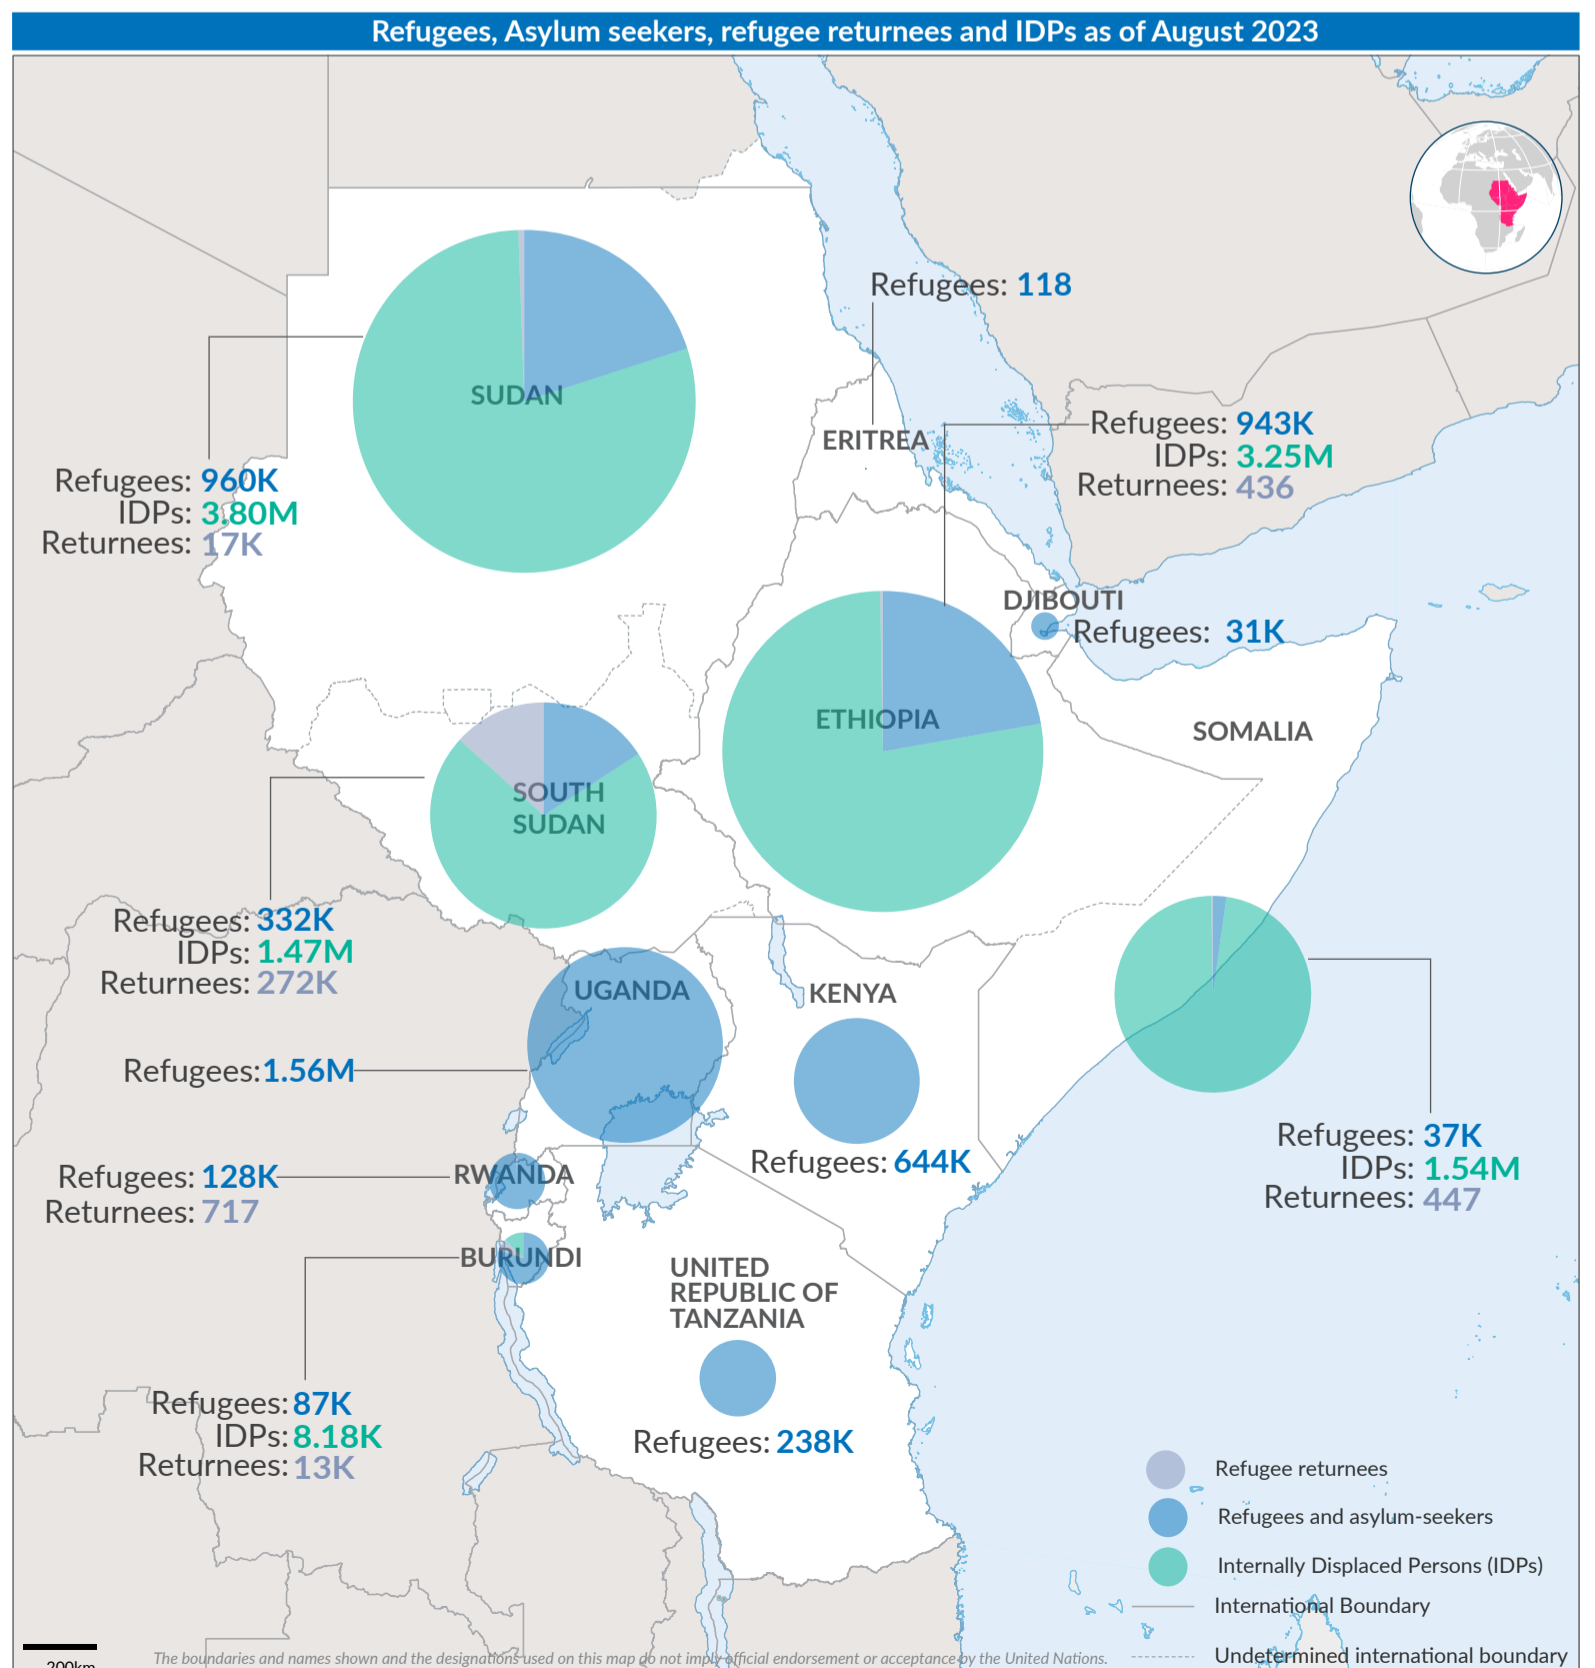 Refugees, Asylum seekers, refugee returnees and IDPs as of August 2023
Refugees: 118
SUDAN
ERITREA
Refugees: 943K
IDPs: 3.25M
Returnees: 436
Refugees: 960K
IDPs: 3.80M
Returnees: 17K
DJIBOUTI
Refugees: 31K
ETHIOPIA
SOMALIA
SOUTH
SUDAN
Refugees: 332K
IDPs: 1.47M
Returnees: 272K
UGANDA
KENYA
Refugees: 1.56M
Refugees: 37K
IDPs: 1.54M
Returnees: 447
Refugees: 644K
Refugees: 128K
Returnees: 717
RWANDA
BURUNDI
UNITED
REPUBLIC OF
TANZANIA
Refugees: 87K
IDPs: 8.18K
Returnees: 13K
Refugees: 238K
Refugee returnees
Refugees and asylum-seekers
Internally Displaced Persons (IDPs)
International Boundary
Undetermined international boundary
200km
The boundaries and names shown and the designations used on this map do not imply official endorsement or acceptance by the United Nations.